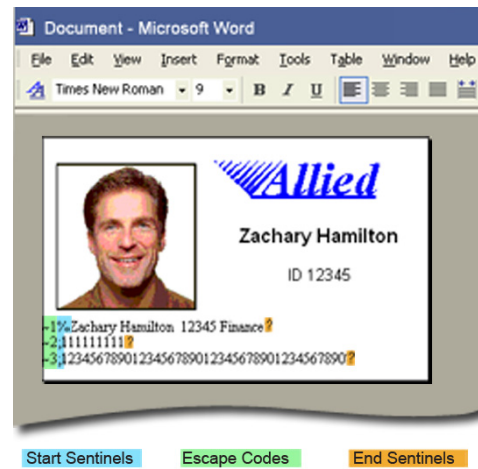 Document - Microsoft Word
File Edit View Insert Format Tools Table Window Help
Times New Roman 9 B I U
Allied
Zachary Hamilton
ID 12345
~1%Zachary Hamilton 12345 Finance?
~2;111111111?
~3;1234567890123456789012345678901234567890?
Start Sentinels Escape Codes End Sentinels